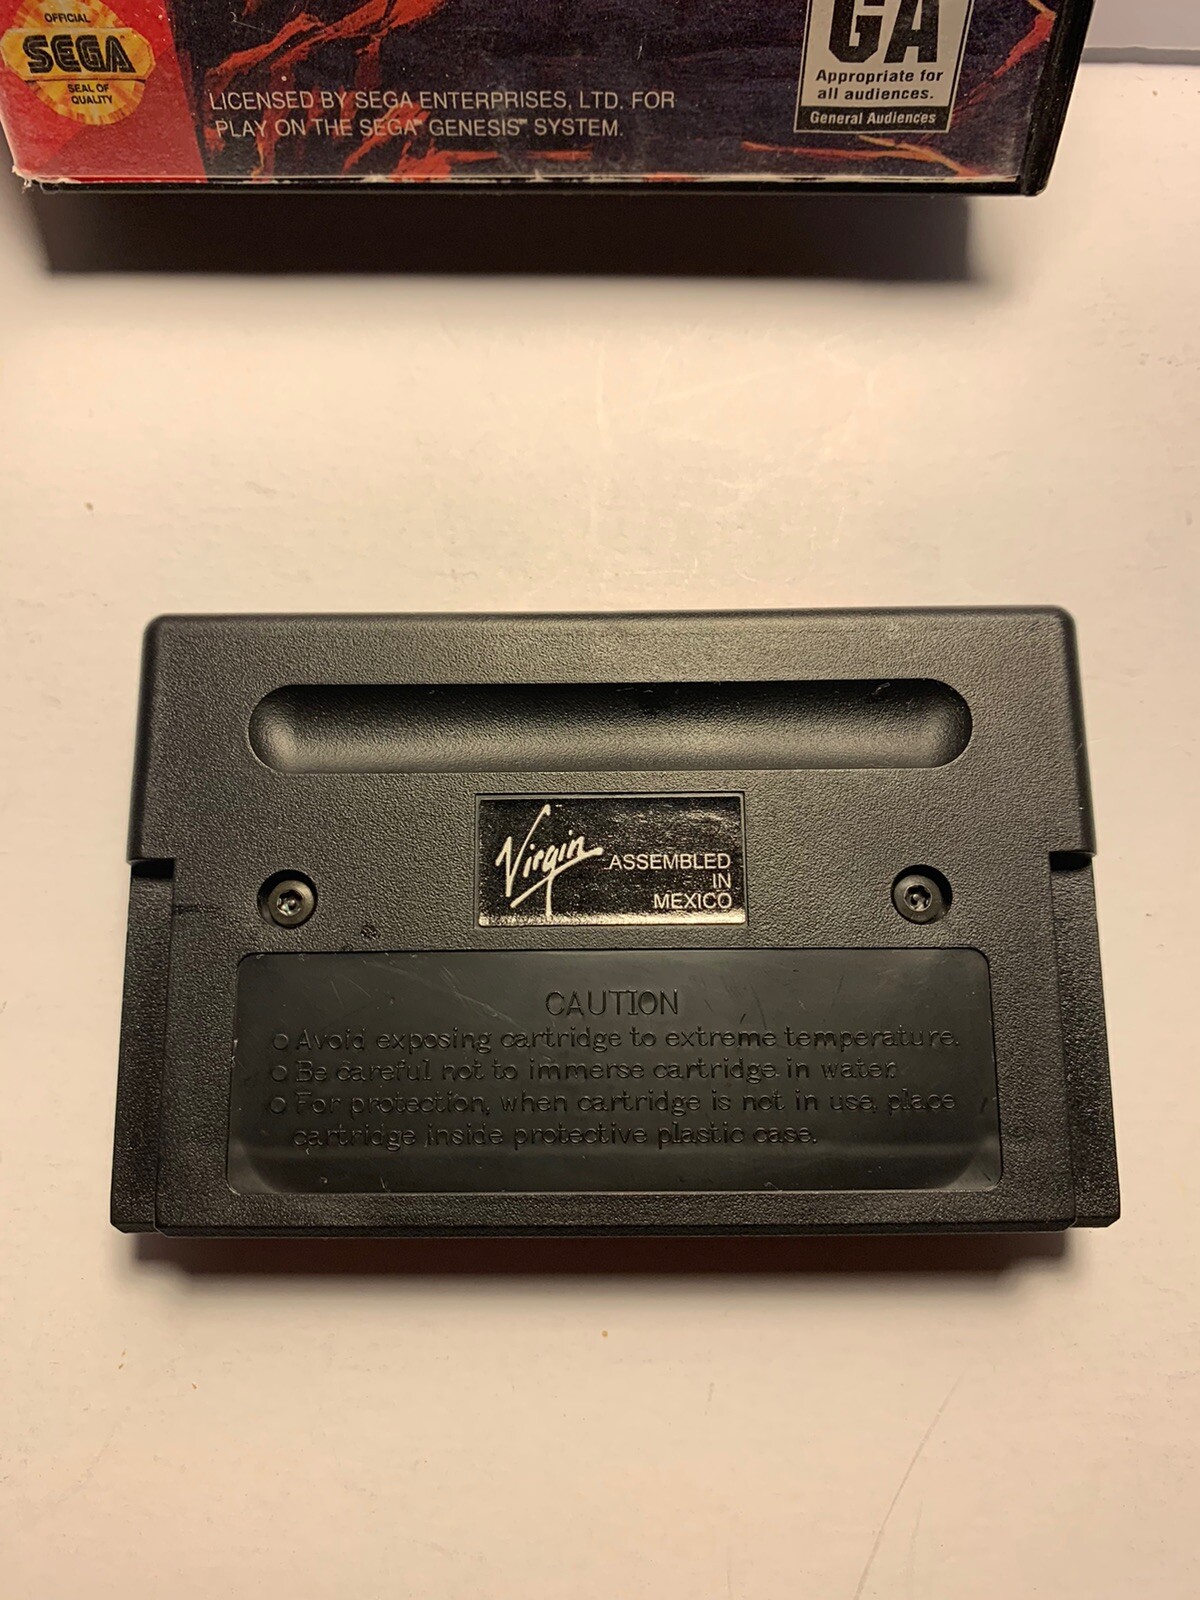 OFFICIAL
SEGA
SEAL OF
QUALITY
LICENSED BY SEGA ENTERPRISES, LTD. FOR
PLAY ON THE SEGA™ GENESIS™ SYSTEM.
GA
Appropriate for
all audiences.
General Audiences
Virgin
ASSEMBLED
IN
MEXICO
CAUTION
○ Avoid exposing cartridge to extreme temperature.
○ Be careful not to immerse cartridge in water.
○ For protection, when cartridge is not in use, place
cartridge inside protective plastic case.